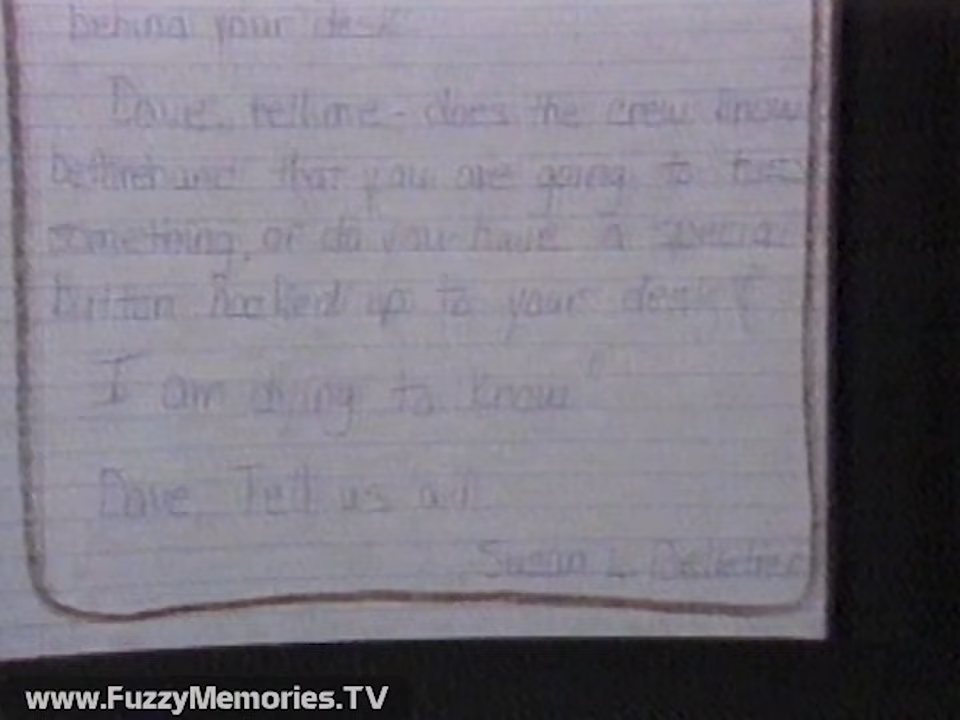 behind your desk
Dave, tell me - does the crew know
beforehand that you are going to toss
something, or do you have a special
button hooked up to your desk?
I am dying to know!
Dave, Tell us all
Susan L.
www.FuzzyMemories.TV